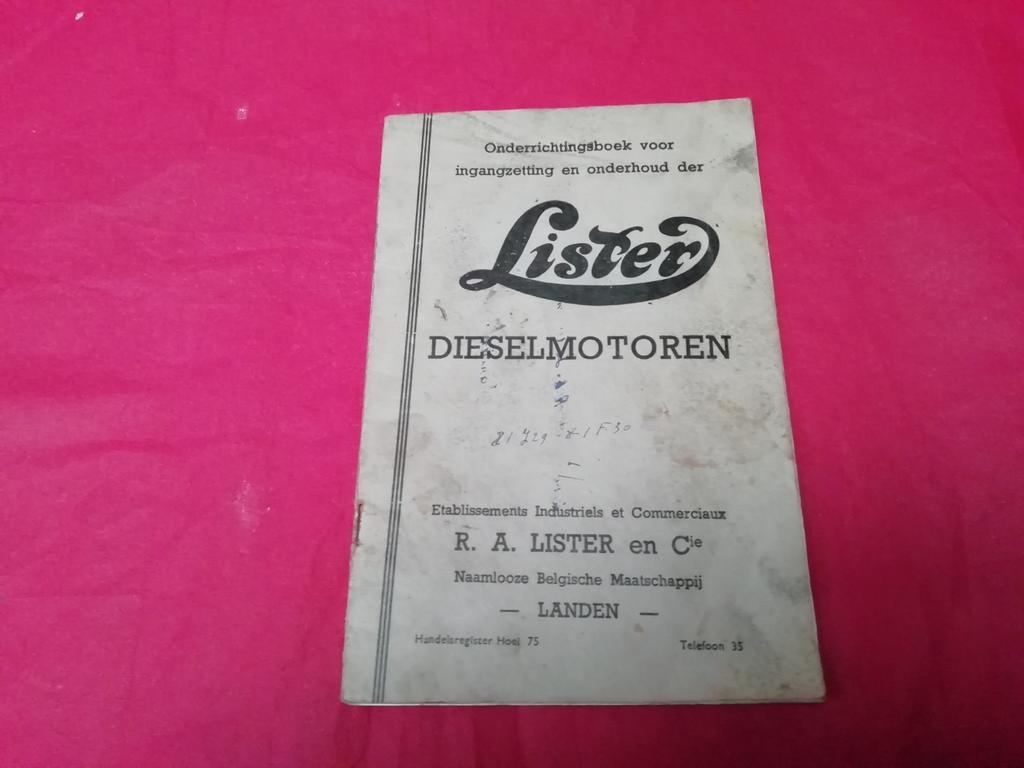 Onderrichtingsboek voor
ingangzetting en onderhoud der
Lister
DIESELMOTOREN
Etablissements Industriels et Commerciaux
R. A. LISTER en Cie
Naamlooze Belgische Maatschappij
— LANDEN —
Handelsregister Hoei 75 Telefoon 35